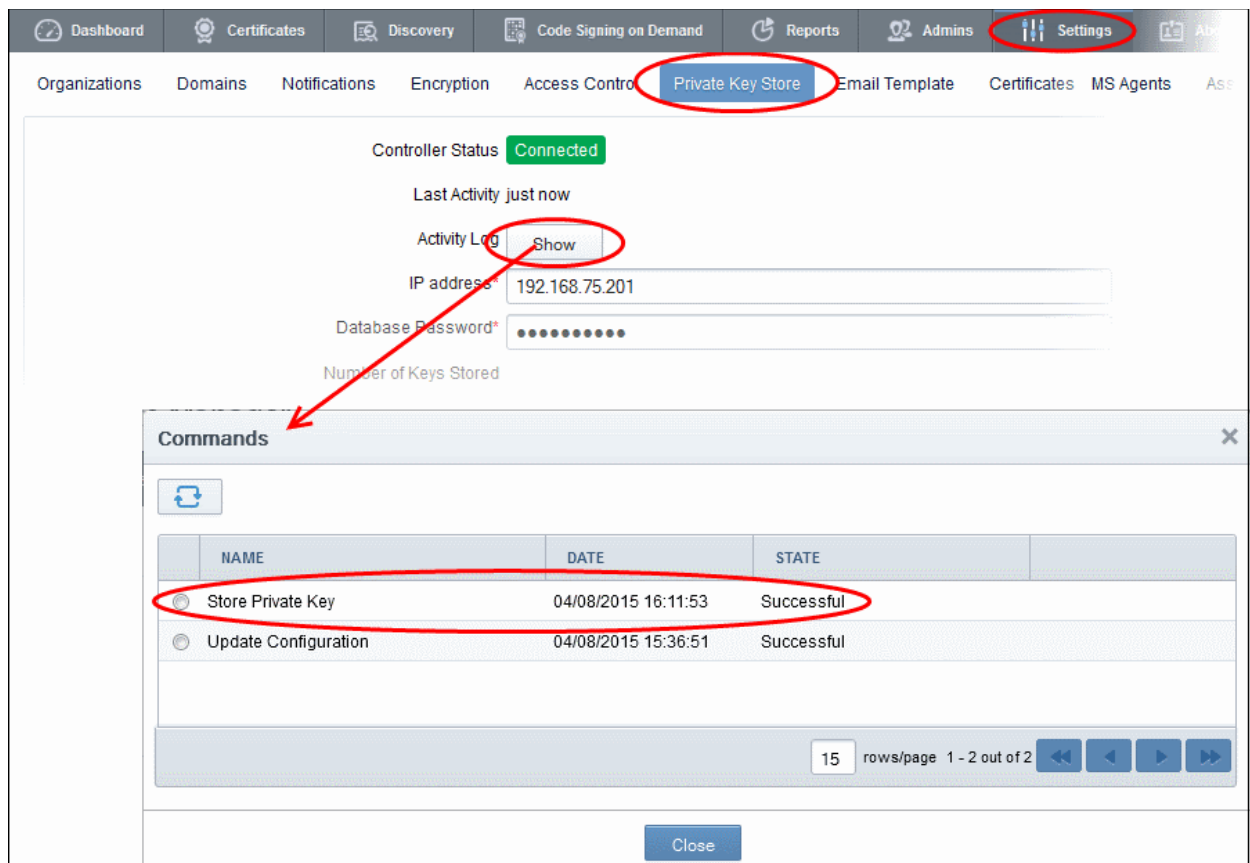 Dashboard Certificates Discovery Code Signing on Demand Reports Admins Settings
Organizations Domains Notifications Encryption Access Control Private Key Store Email Template Certificates MS Agents
Controller Status Connected
Last Activity just now
Activity Log Show
IP address* 192.168.75.201
Database Password* ●●●●●●●●●●
Number of Keys Stored
Commands
NAME DATE STATE
Store Private Key 04/08/2015 16:11:53 Successful
Update Configuration 04/08/2015 15:36:51 Successful
15 rows/page 1 - 2 out of 2
Close